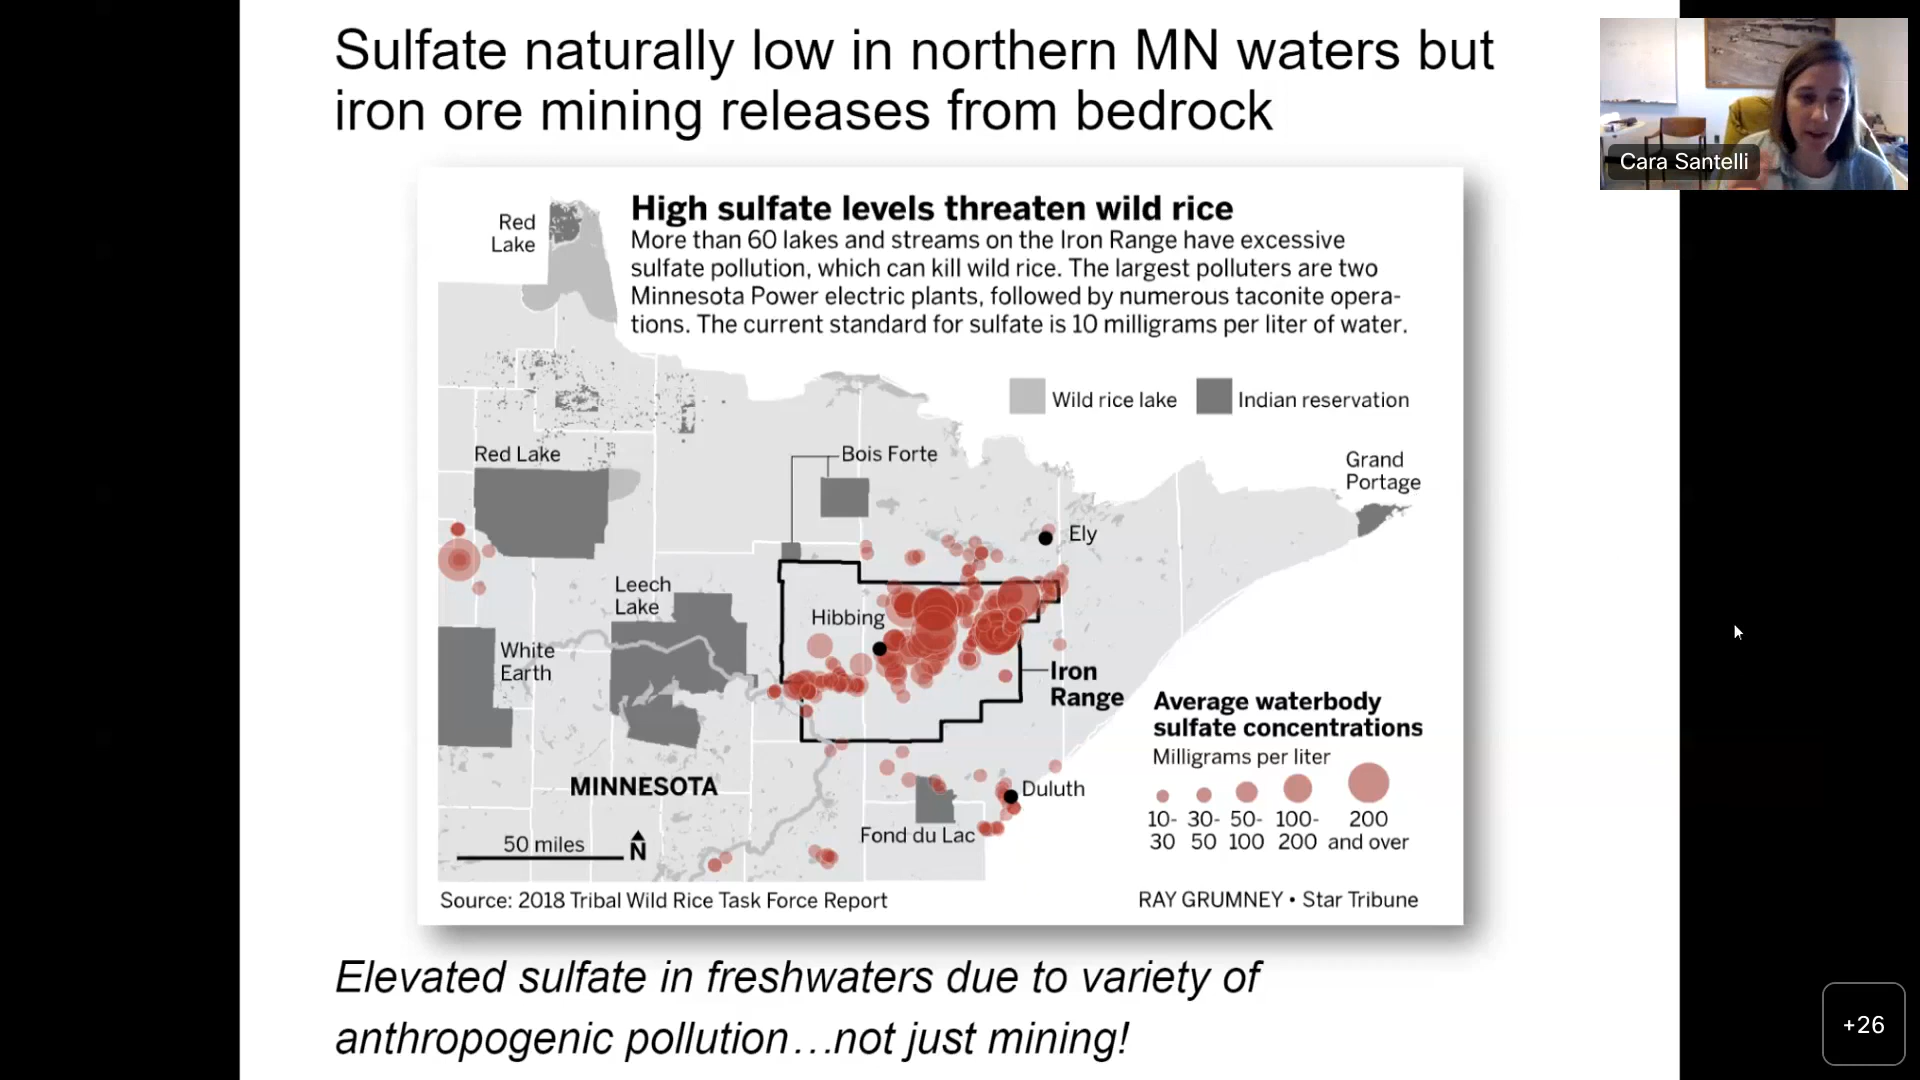 Sulfate naturally low in northern MN waters but
iron ore mining releases from bedrock
Cara Santelli
High sulfate levels threaten wild rice
More than 60 lakes and streams on the Iron Range have excessive
sulfate pollution, which can kill wild rice. The largest polluters are two
Minnesota Power electric plants, followed by numerous taconite opera-
tions. The current standard for sulfate is 10 milligrams per liter of water.
Red
Lake
Wild rice lake
Indian reservation
Red Lake
Bois Forte
Grand
Portage
Ely
Leech
Lake
Hibbing
White
Earth
Iron
Range
Average waterbody
sulfate concentrations
Milligrams per liter
10-
30
30-
50
50-
100
100-
200
200
and over
MINNESOTA
Duluth
Fond du Lac
50 miles
N
Source: 2018 Tribal Wild Rice Task Force Report
RAY GRUMNEY • Star Tribune
Elevated sulfate in freshwaters due to variety of
anthropogenic pollution…not just mining!
+26